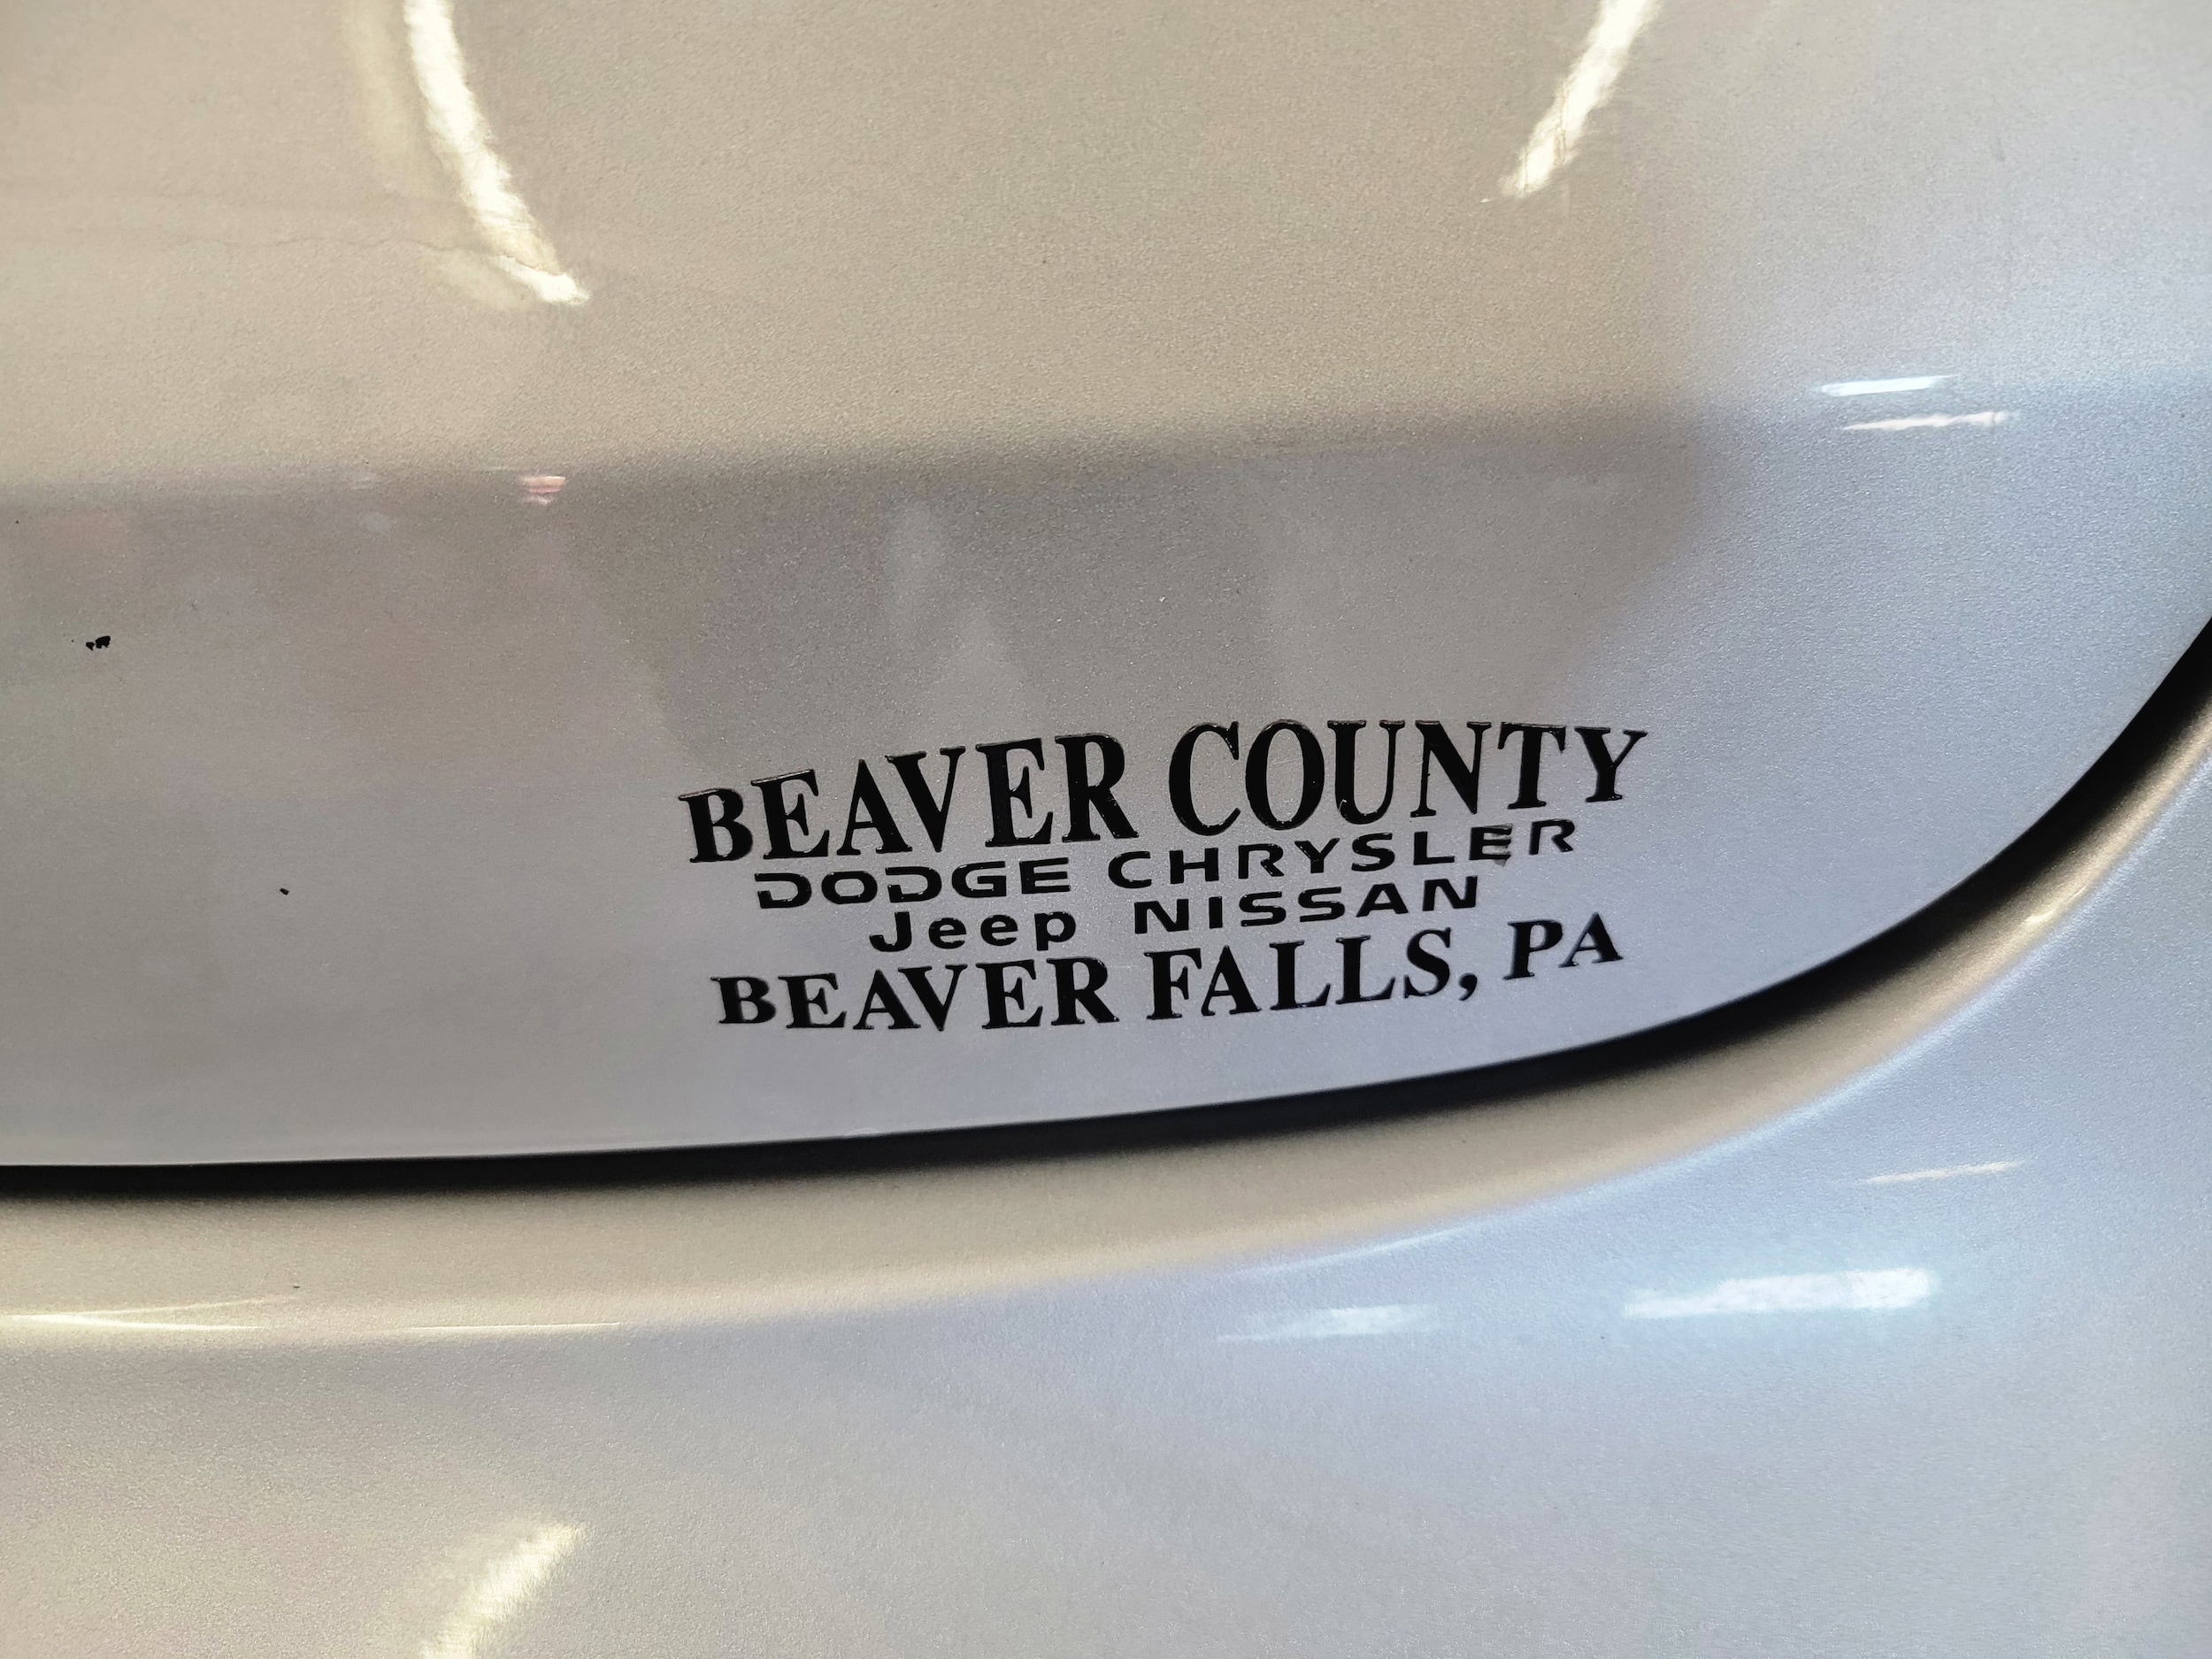 BEAVER COUNTY
DODGE CHRYSLER
Jeep NISSAN
BEAVER FALLS, PA